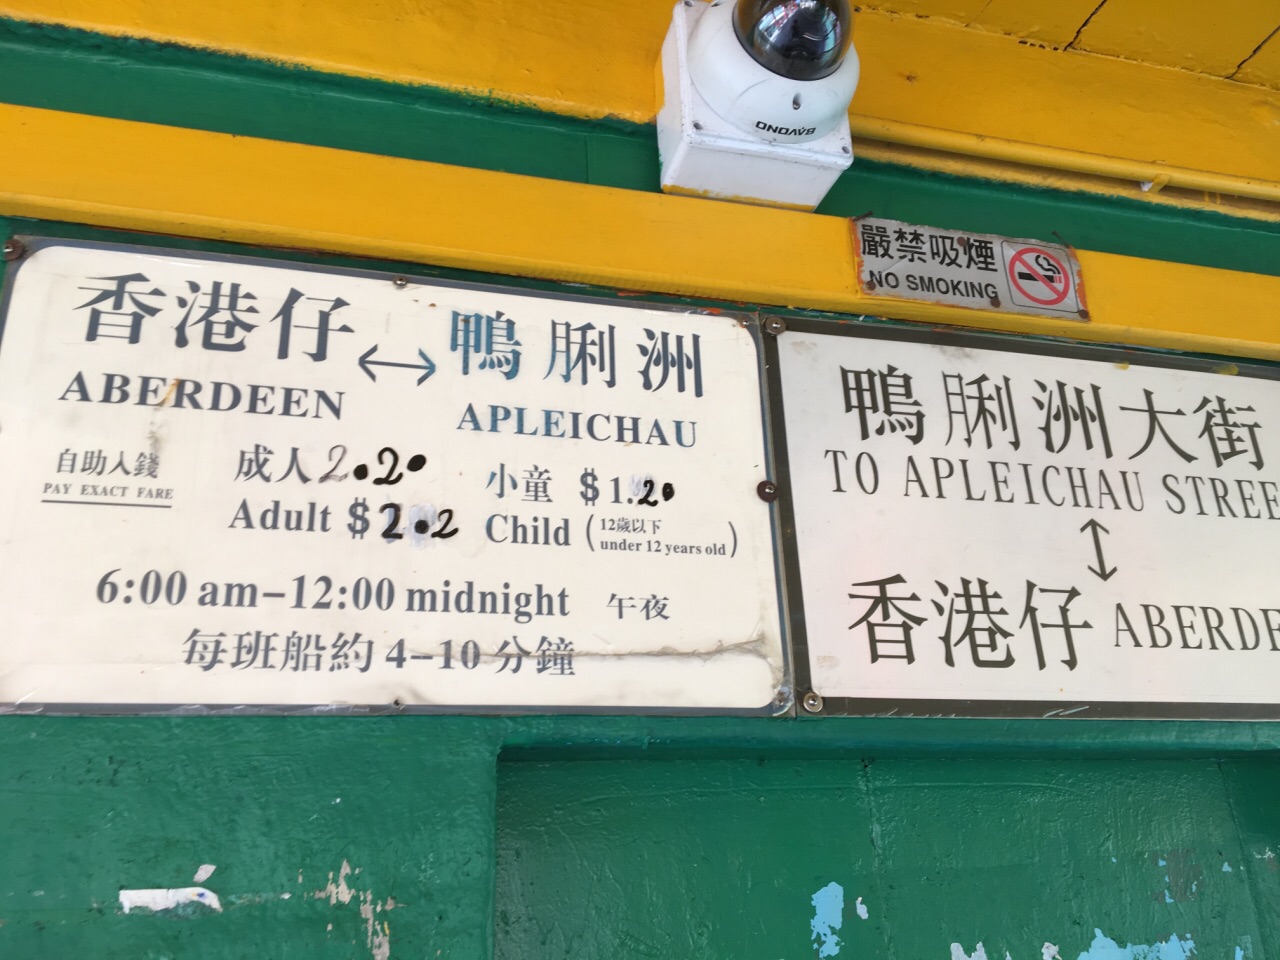 BAVONO
嚴禁吸煙
NO SMOKING
香港仔 ↔ 鴨脷洲
ABERDEEN APLEICHAU
自助入錢
PAY EXACT FARE
成人 2.20
Adult $2.2
小童 $1.20
Child (12歲以下 under 12 years old)
6:00 am-12:00 midnight 午夜
每班船約 4-10 分鐘
鴨脷洲大街
TO APLEICHAU STREE
↕
香港仔 ABERDE